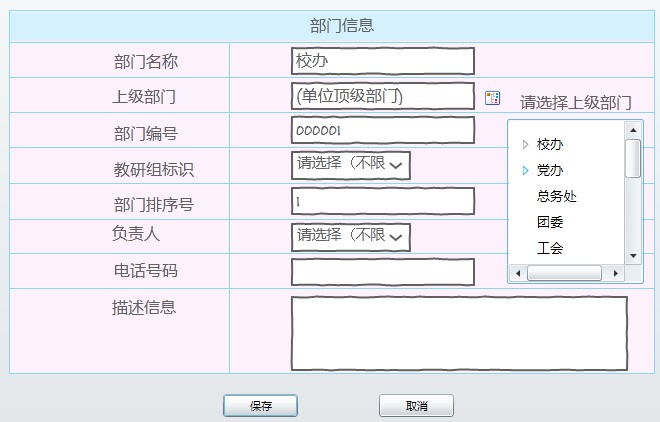 部门信息
部门名称 校办
上级部门 (单位顶级部门) 请选择上级部门
部门编号 000001
教研组标识 请选择（不限
部门排序号 1
负责人 请选择（不限
电话号码
描述信息
校办
党办
总务处
团委
工会
保存 取消